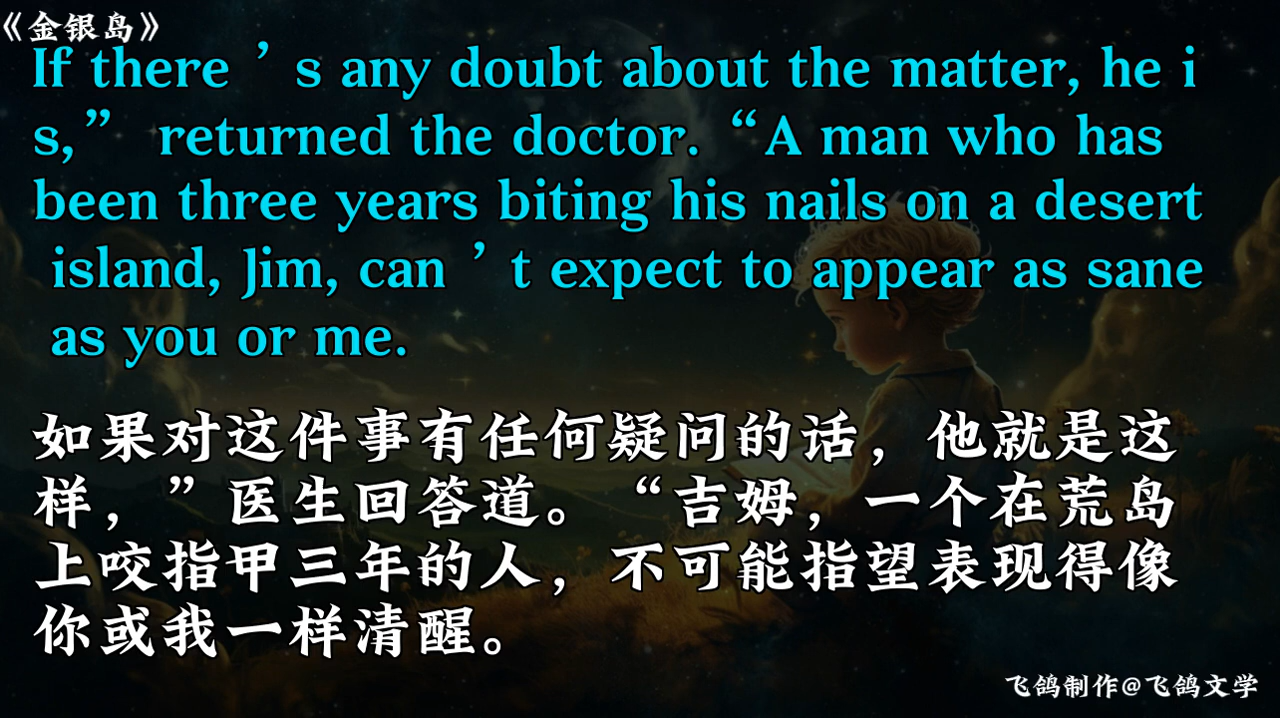 《金银岛》
If there ’ s any doubt about the matter, he i
s,” returned the doctor. “A man who has
been three years biting his nails on a desert
island, Jim, can ’ t expect to appear as sane
as you or me.
如果对这件事有任何疑问的话，他就是这
样，”医生回答道。 “吉姆，一个在荒岛
上咬指甲三年的人，不可能指望表现得像
你或我一样清醒。
飞鸽制作@飞鸽文学